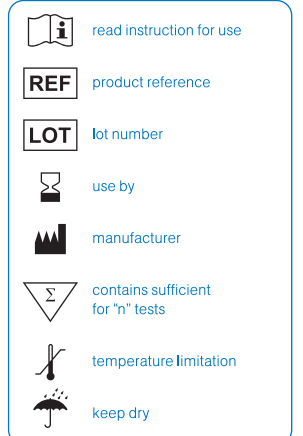 i read instruction for use
REF product reference
LOT lot number
use by
manufacturer
Σ contains sufficient
for "n" tests
temperature limitation
keep dry